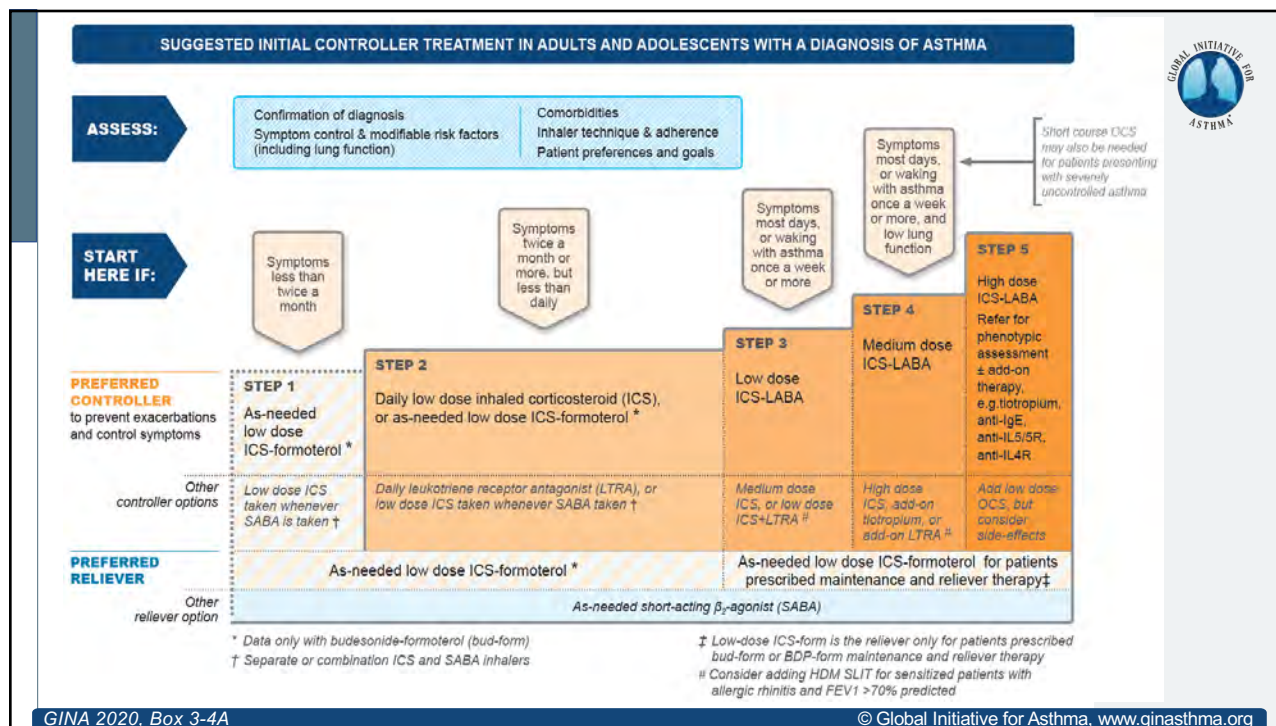 SUGGESTED INITIAL CONTROLLER TREATMENT IN ADULTS AND ADOLESCENTS WITH A DIAGNOSIS OF ASTHMA
GLOBAL INITIATIVE FOR
ASTHMA
ASSESS:
Confirmation of diagnosis
Symptom control & modifiable risk factors
(including lung function)
Comorbidities
Inhaler technique & adherence
Patient preferences and goals
Short course OCS
may also be needed
for patients presenting
with severely
uncontrolled asthma
START
HERE IF:
Symptoms
less than
twice a
month
Symptoms
twice a
month or
more, but
less than
daily
Symptoms
most days,
or waking
with asthma
once a week
or more
Symptoms
most days,
or waking
with asthma
once a week
or more, and
low lung
function
PREFERRED
CONTROLLER
to prevent exacerbations
and control symptoms
STEP 1
As-needed
low dose
ICS-formoterol *
STEP 2
Daily low dose inhaled corticosteroid (ICS),
or as-needed low dose ICS-formoterol *
STEP 3
Low dose
ICS-LABA
STEP 4
Medium dose
ICS-LABA
STEP 5
High dose
ICS-LABA
Refer for
phenotypic
assessment
± add-on
therapy,
e.g.tiotropium,
anti-IgE,
anti-IL5/5R,
anti-IL4R
Other
controller options
Low dose ICS
taken whenever
SABA is taken †
Daily leukotriene receptor antagonist (LTRA), or
low dose ICS taken whenever SABA taken †
Medium dose
ICS, or low dose
ICS+LTRA #
High dose
ICS, add-on
tiotropium, or
add-on LTRA #
Add low dose
OCS, but
consider
side-effects
PREFERRED
RELIEVER
As-needed low dose ICS-formoterol *
As-needed low dose ICS-formoterol for patients
prescribed maintenance and reliever therapy‡
Other
reliever option
As-needed short-acting β₂-agonist (SABA)
* Data only with budesonide-formoterol (bud-form)
† Separate or combination ICS and SABA inhalers
‡ Low-dose ICS-form is the reliever only for patients prescribed
bud-form or BDP-form maintenance and reliever therapy
# Consider adding HDM SLIT for sensitized patients with
allergic rhinitis and FEV1 >70% predicted
GINA 2020, Box 3-4A
© Global Initiative for Asthma, www.ginasthma.org